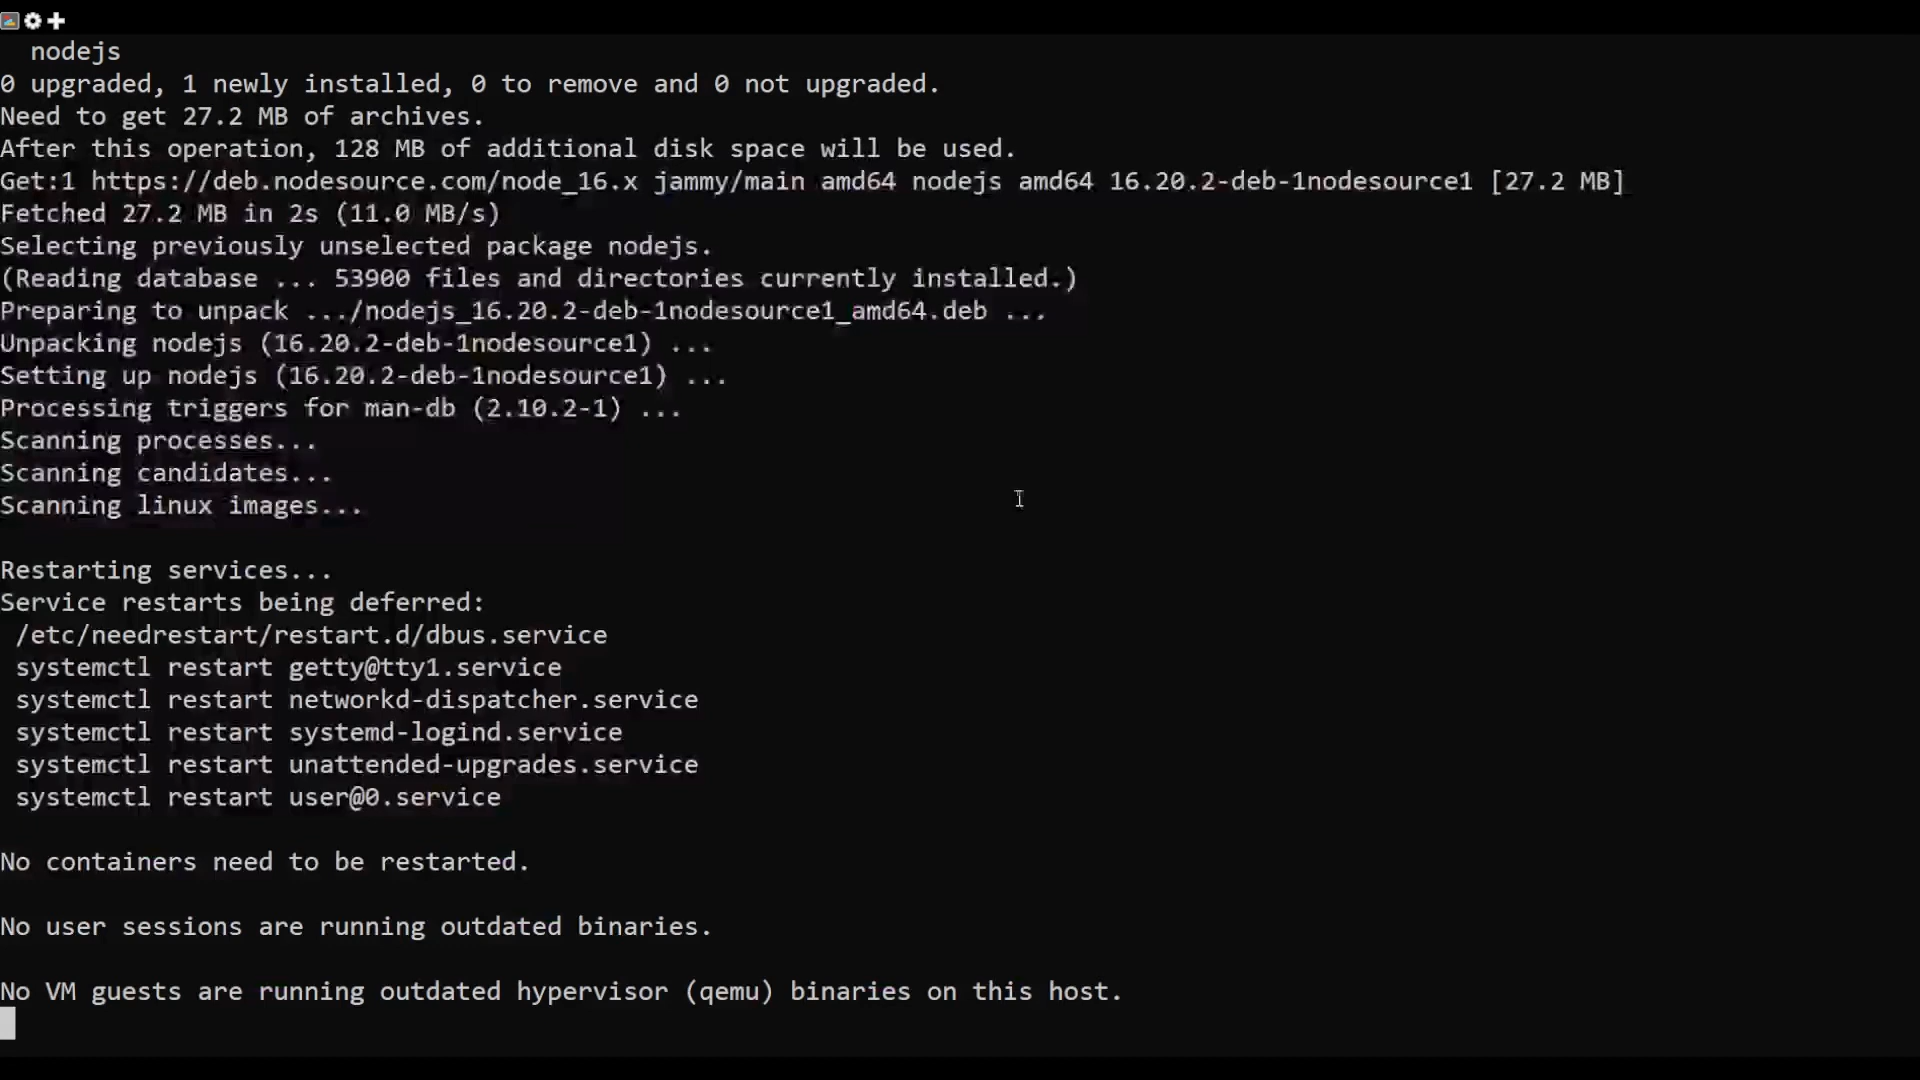 nodejs
0 upgraded, 1 newly installed, 0 to remove and 0 not upgraded.
Need to get 27.2 MB of archives.
After this operation, 128 MB of additional disk space will be used.
Get:1 https://deb.nodesource.com/node_16.x jammy/main amd64 nodejs amd64 16.20.2-deb-1nodesource1 [27.2 MB]
Fetched 27.2 MB in 2s (11.0 MB/s)
Selecting previously unselected package nodejs.
(Reading database ... 53900 files and directories currently installed.)
Preparing to unpack .../nodejs_16.20.2-deb-1nodesource1_amd64.deb ...
Unpacking nodejs (16.20.2-deb-1nodesource1) ...
Setting up nodejs (16.20.2-deb-1nodesource1) ...
Processing triggers for man-db (2.10.2-1) ...
Scanning processes...
Scanning candidates...
Scanning linux images...
Restarting services...
Service restarts being deferred:
/etc/needrestart/restart.d/dbus.service
systemctl restart getty@tty1.service
systemctl restart networkd-dispatcher.service
systemctl restart systemd-logind.service
systemctl restart unattended-upgrades.service
systemctl restart user@0.service
No containers need to be restarted.
No user sessions are running outdated binaries.
No VM guests are running outdated hypervisor (qemu) binaries on this host.